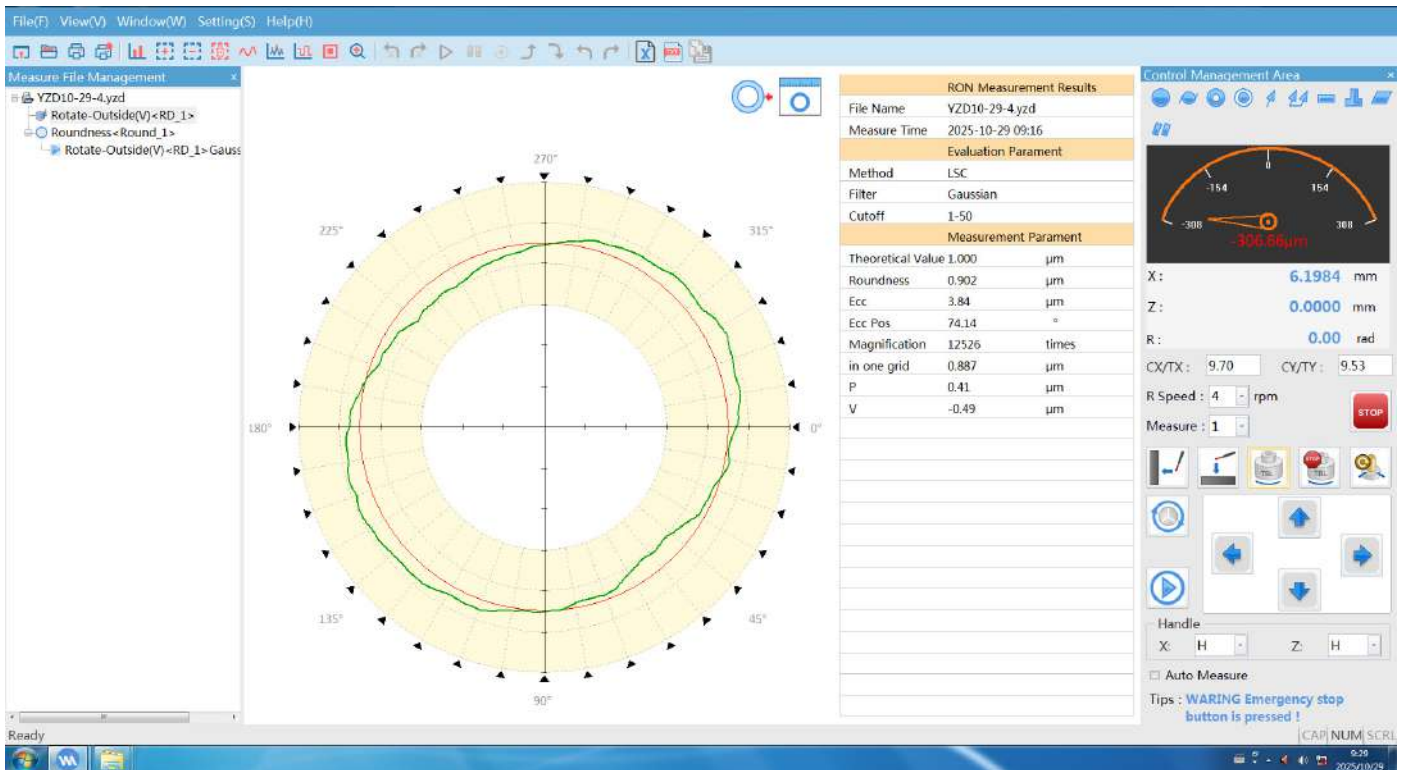 File(F) View(V) Window(W) Setting(S) Help(H)
Measure File Management x
YZD10-29-4.yzd
Rotate-Outside(V)<RD_1>
Roundness<Round_1>
Rotate-Outside(V)<RD_1>Gauss
270°
225°
315°
180°
0°
135°
45°
90°
RON Measurement Results
File Name YZD10-29-4.yzd
Measure Time 2025-10-29 09:16
Evaluation Parament
Method LSC
Filter Gaussian
Cutoff 1-50
Measurement Parament
Theoretical Value 1.000 μm
Roundness 0.902 μm
Ecc 3.84 μm
Ecc Pos 74.14 °
Magnification 12526 times
in one grid 0.887 μm
P 0.41 μm
V -0.49 μm
Control Management Area x
0
-154 154
-308 308
-306.66μm
X: 6.1984 mm
Z: 0.0000 mm
R: 0.00 rad
CX/TX: 9.70 CY/TY: 9.53
R Speed: 4 rpm
STOP
Measure: 1
Handle
X: H Z: H
Auto Measure
Tips : WARING Emergency stop
button is pressed !
Ready
CAP NUM SCRL
9:29
2025/10/29